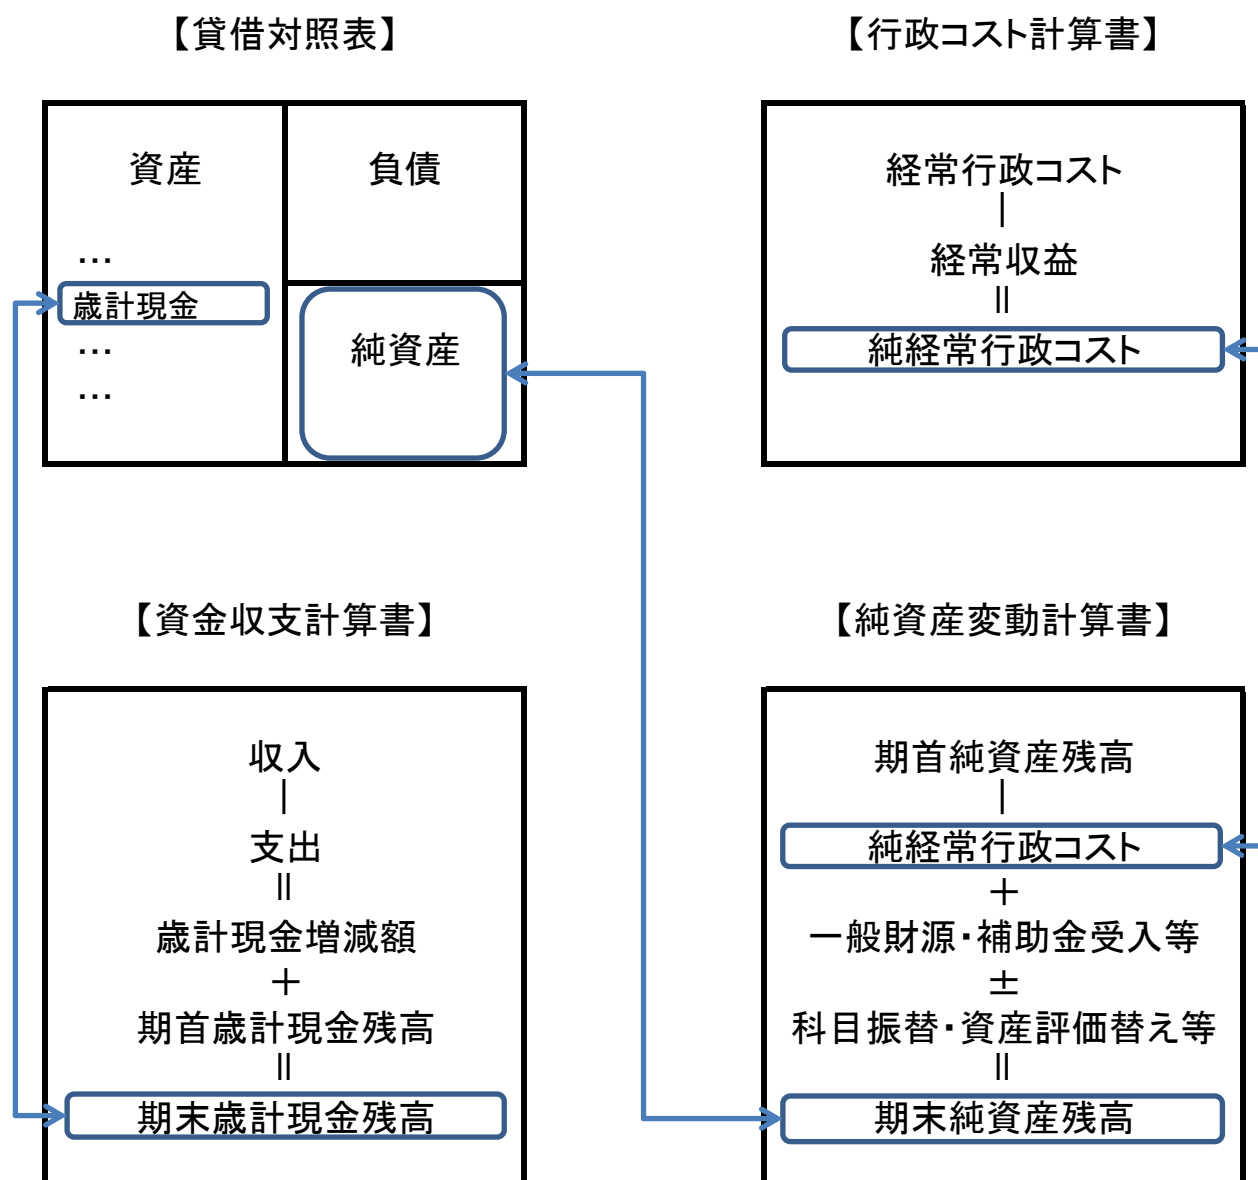 【貸借対照表】
資産
…
歳計現金
…
…
負債
純資産
【行政コスト計算書】
経常行政コスト
|
経常収益
||
純経常行政コスト
【資金収支計算書】
収入
|
支出
||
歳計現金増減額
＋
期首歳計現金残高
||
期末歳計現金残高
【純資産変動計算書】
期首純資産残高
|
純経常行政コスト
＋
一般財源・補助金受入等
±
科目振替・資産評価替え等
||
期末純資産残高